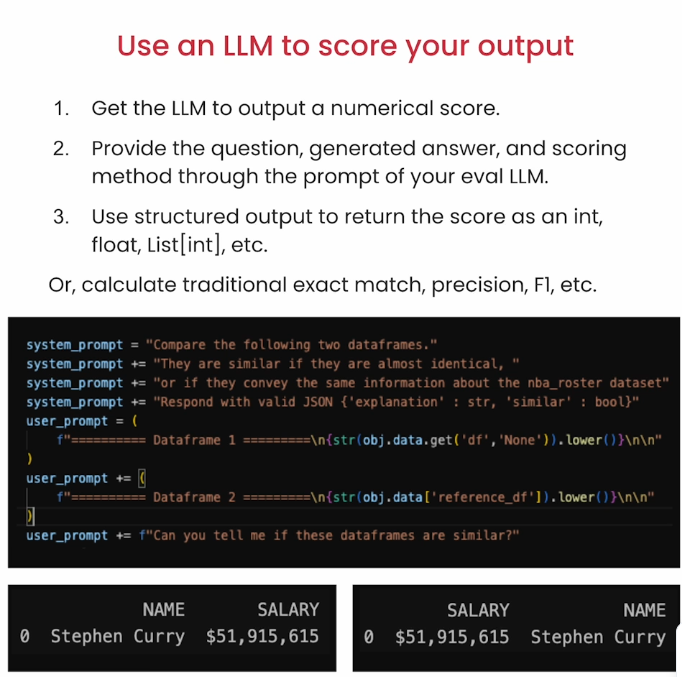 Use an LLM to score your output
1. Get the LLM to output a numerical score.
2. Provide the question, generated answer, and scoring
method through the prompt of your eval LLM.
3. Use structured output to return the score as an int,
float, List[int], etc.
Or, calculate traditional exact match, precision, F1, etc.
system_prompt = "Compare the following two dataframes."
system_prompt += "They are similar if they are almost identical, "
system_prompt += "or if they convey the same information about the nba_roster dataset"
system_prompt += "Respond with valid JSON {'explanation' : str, 'similar' : bool}"
user_prompt = (
f"========== Dataframe 1 =========\n{str(obj.data.get('df','None')).lower()}\n\n"
)
user_prompt += (
f"========== Dataframe 2 =========\n{str(obj.data['reference_df']).lower()}\n\n"
)
user_prompt += f"Can you tell me if these dataframes are similar?"
NAME SALARY
0 Stephen Curry $51,915,615
SALARY NAME
0 $51,915,615 Stephen Curry